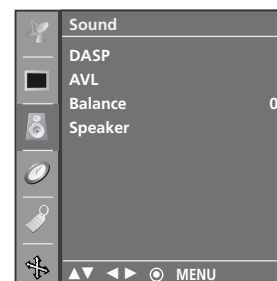 Sound
DASP
AVL
Balance 0
Speaker
▲▼ ◄► ⦿ MENU